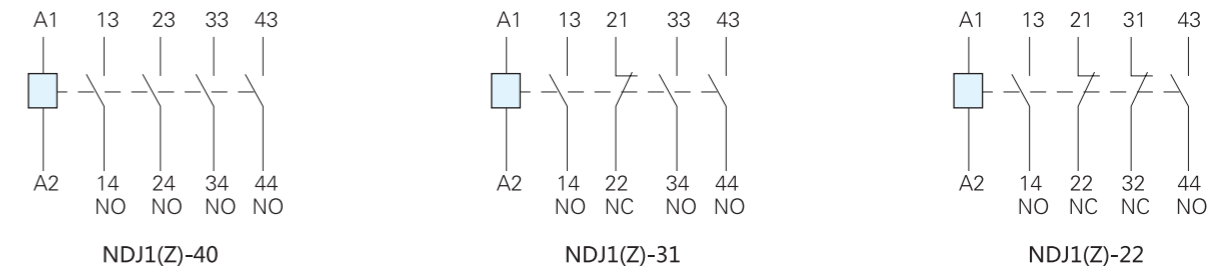 A1 13 23 33 43
A2 14 24 34 44
NO NO NO NO
NDJ1(Z)-40
A1 13 21 33 43
A2 14 22 34 44
NO NC NO NO
NDJ1(Z)-31
A1 13 21 31 43
A2 14 22 32 44
NO NC NC NO
NDJ1(Z)-22